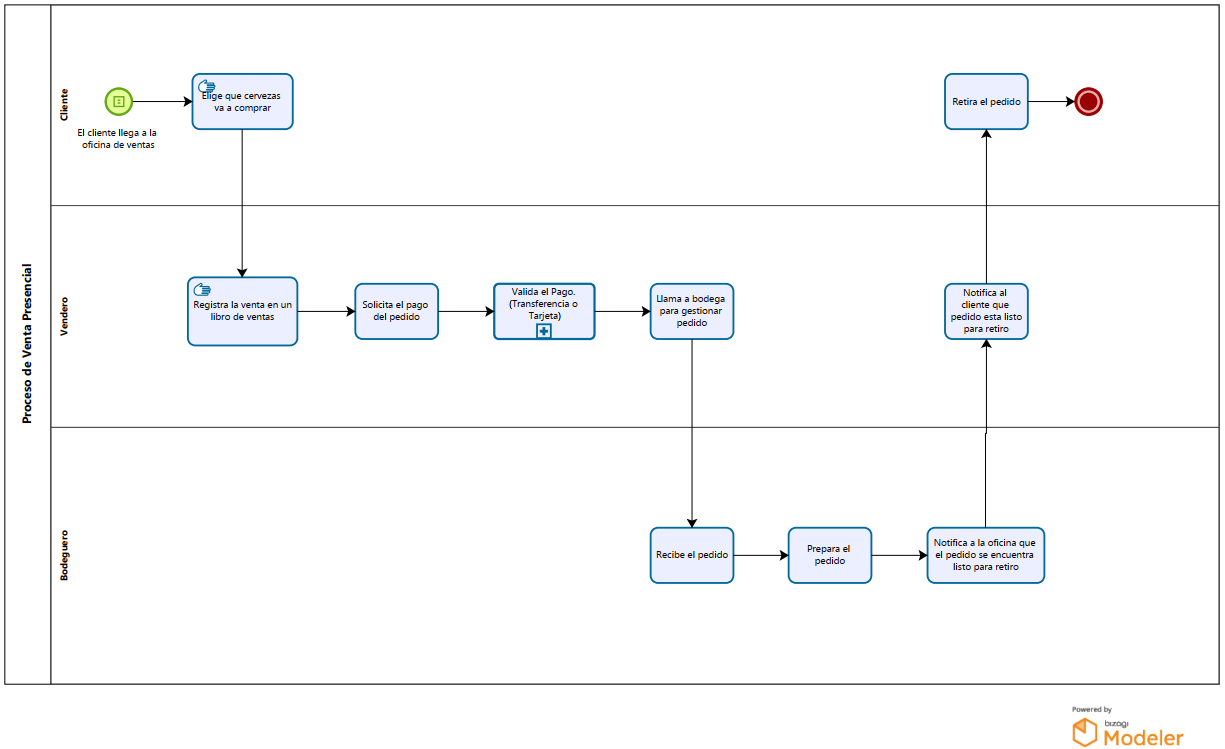 Proceso de Venta Presencial
Cliente
El cliente llega a la
oficina de ventas
Elige que cervezas
va a comprar
Retira el pedido
Vendero
Registra la venta en un
libro de ventas
Solicita el pago
del pedido
Valida el Pago.
(Transferencia o
Tarjeta)
Llama a bodega
para gestionar
pedido
Notifica al
cliente que
pedido esta listo
para retiro
Bodeguero
Recibe el pedido
Prepara el
pedido
Notifica a la oficina que
el pedido se encuentra
listo para retiro
Powered by
bizagi
Modeler